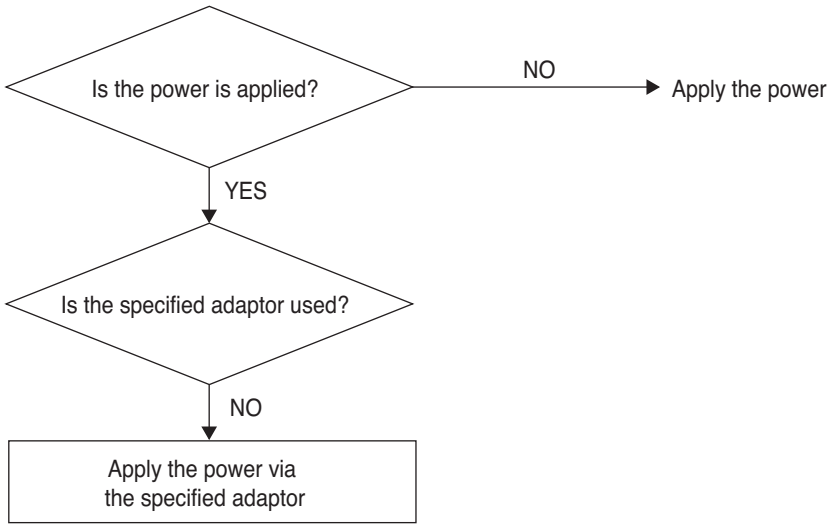 Is the power is applied?
NO
Apply the power
YES
Is the specified adaptor used?
NO
Apply the power via
the specified adaptor